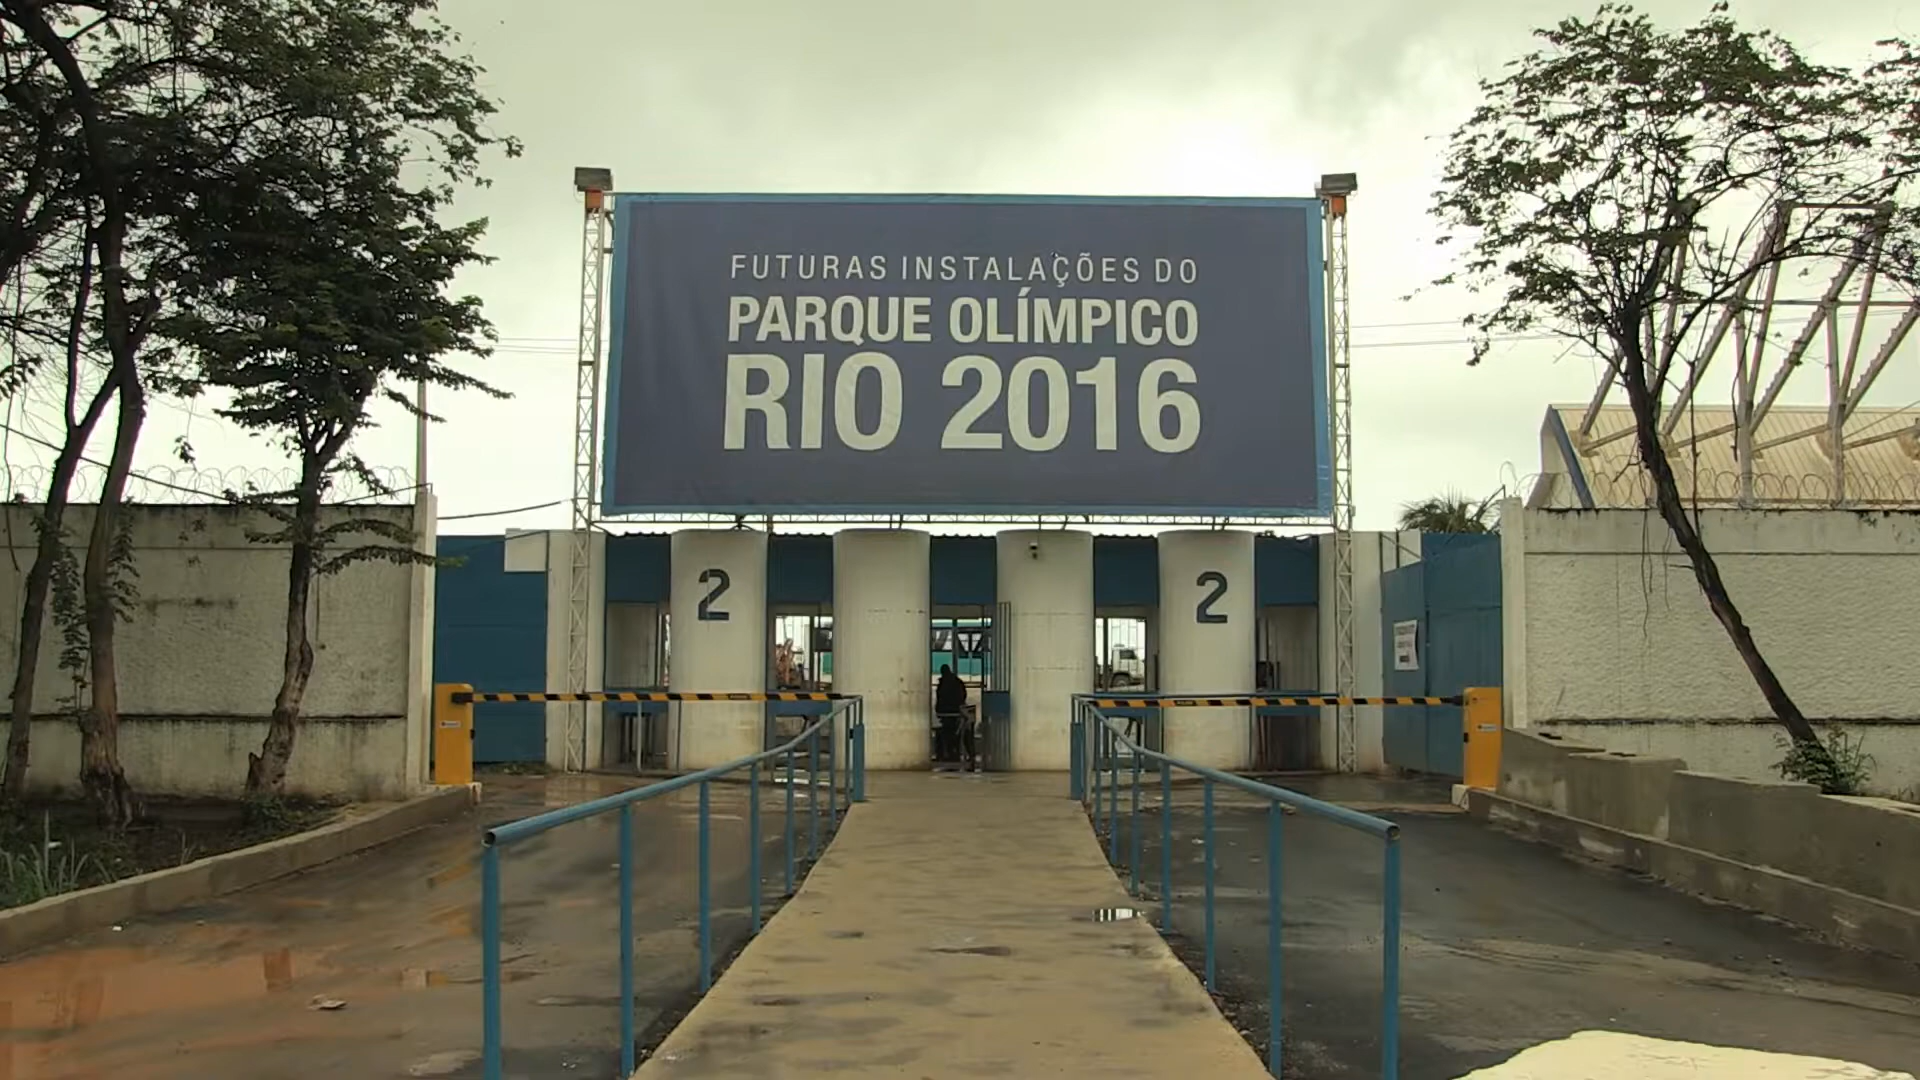 FUTURAS INSTALAÇÕES DO
PARQUE OLÍMPICO
RIO 2016
2
2